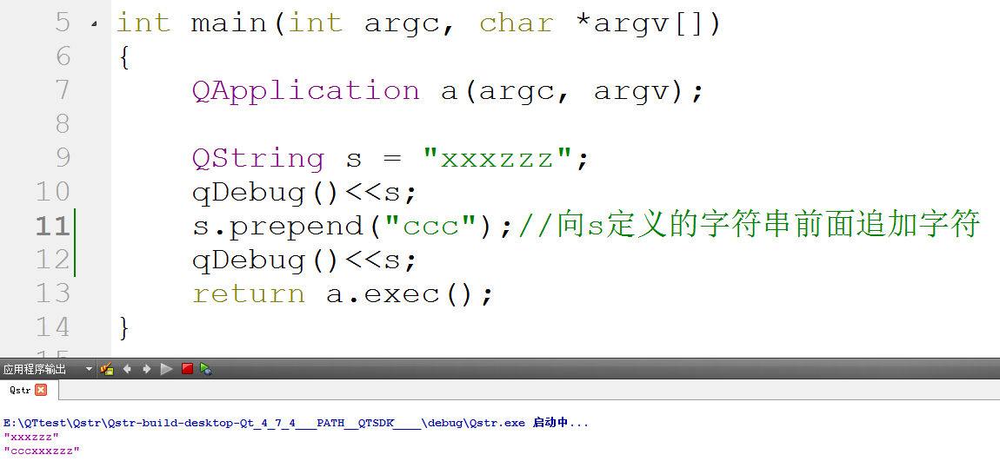 5 int main(int argc, char *argv[])
6 {
7 QApplication a(argc, argv);
8
9 QString s = "xxxzzz";
10 qDebug()<<s;
11 s.prepend("ccc");//向s定义的字符串前面追加字符
12 qDebug()<<s;
13 return a.exec();
14 }
15
应用程序输出
Qstr
E:\QTtest\Qstr\Qstr-build-desktop-Qt_4_7_4___PATH__QTSDK____\debug\Qstr.exe 启动中...
"xxxzzz"
"cccxxxzzz"